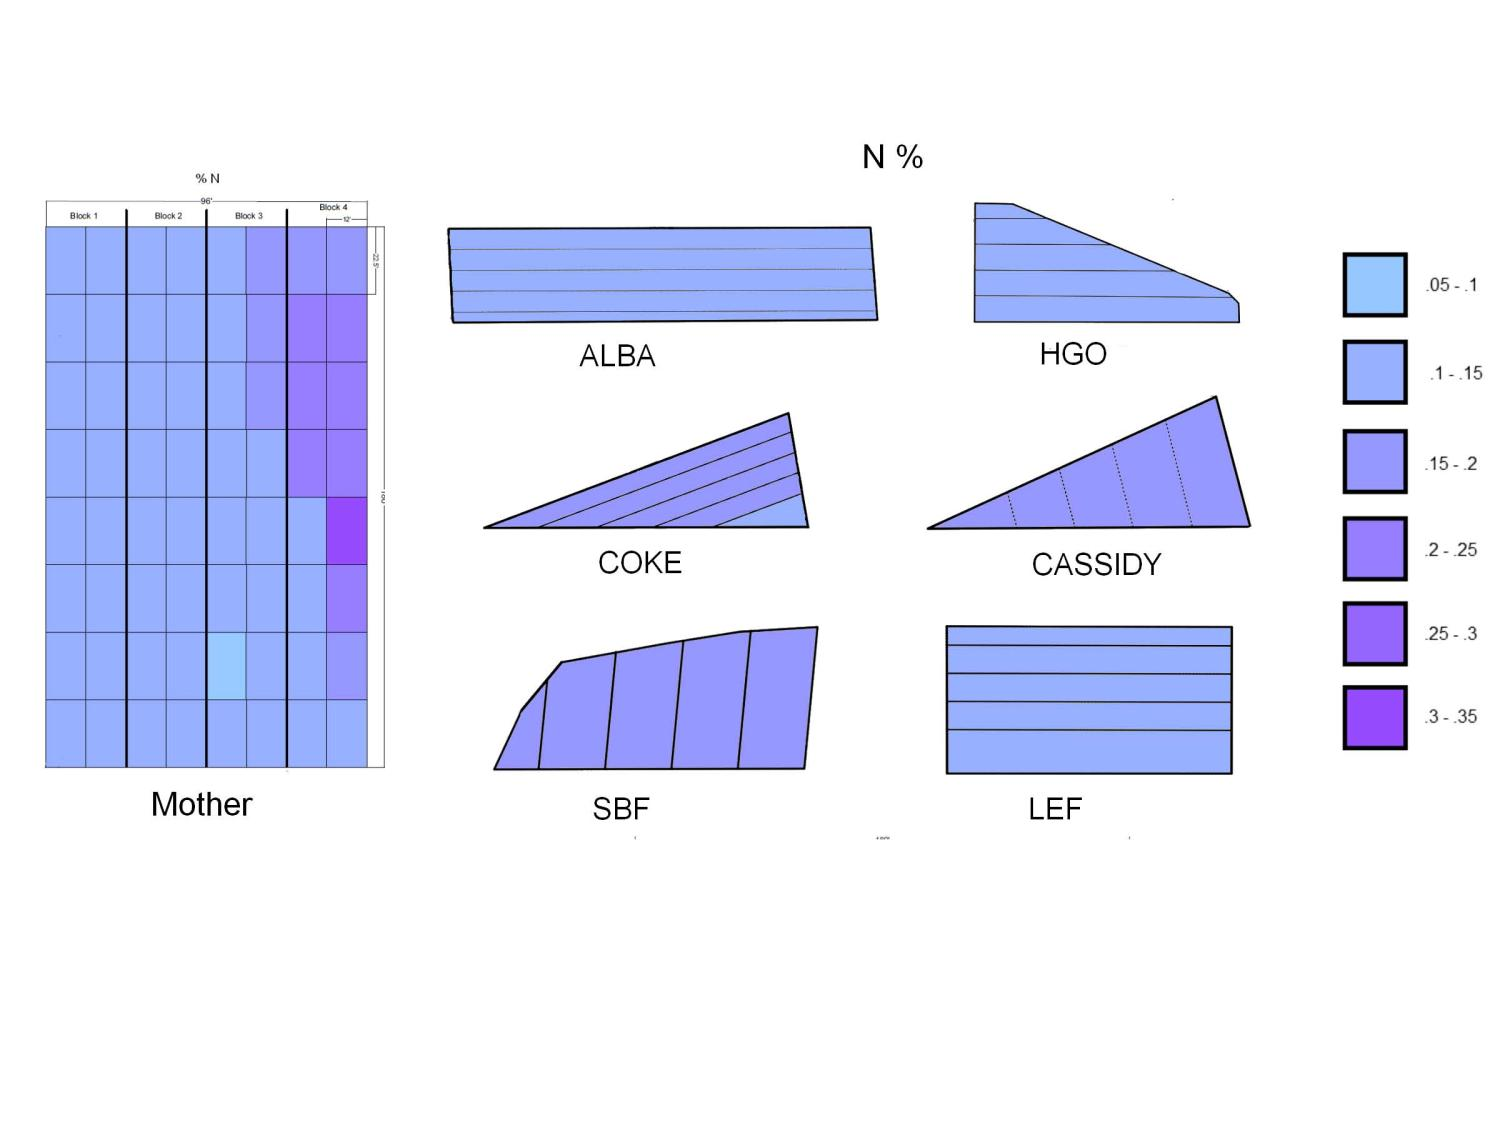 N %
% N
96'
Block 1
Block 2
Block 3
Block 4
12'
22.5'
ALBA
HGO
COKE
CASSIDY
SBF
LEF
Mother
.05 - .1
.1 - .15
.15 - .2
.2 - .25
.25 - .3
.3 - .35